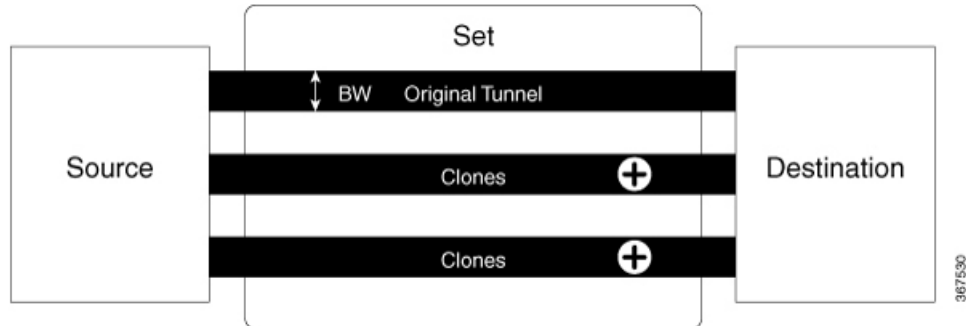 Set
BW Original Tunnel
Source
Clones
Destination
Clones
367530